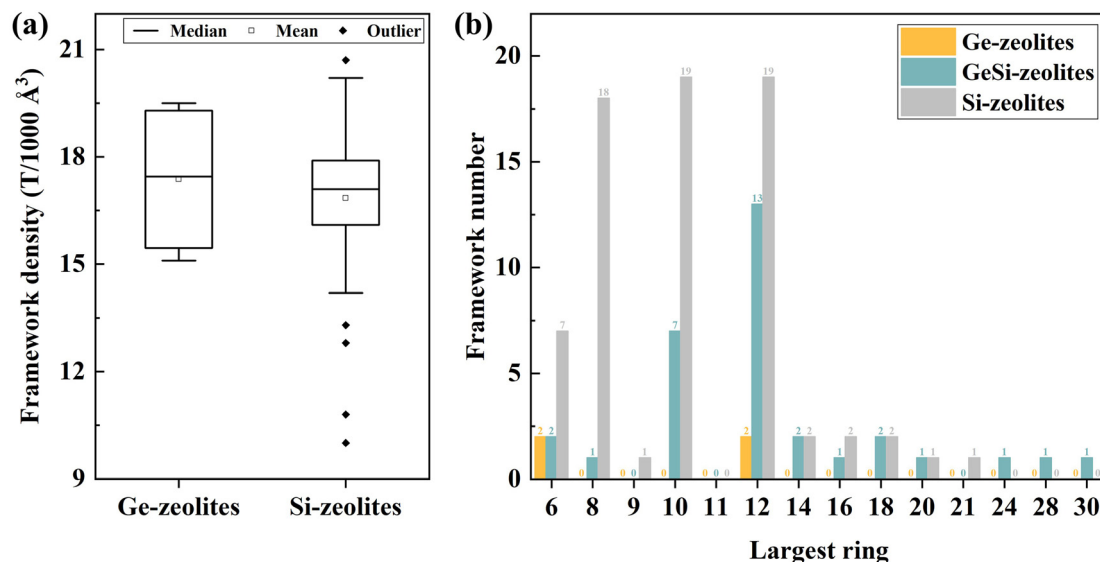 (a)
Median Mean Outlier
Framework density (T/1000 Å³)
21
18
15
12
9
Ge-zeolites Si-zeolites
(b)
Ge-zeolites
GeSi-zeolites
Si-zeolites
Framework number
20
15
10
5
0
2 2 7
0 1 18
0 0 1
0 7 19
0 0 0
2 13 19
0 2 2
0 1 2
0 2 2
0 1 1
0 0 1
0 1 0
0 1 0
0 1 0
6 8 9 10 11 12 14 16 18 20 21 24 28 30
Largest ring